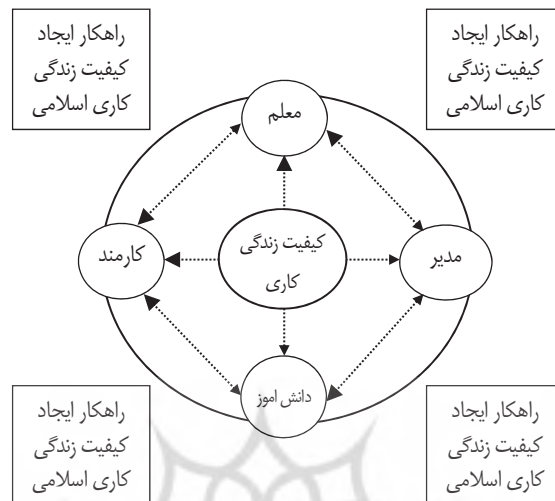 راهکار ایجاد
کیفیت زندگی
کاری اسلامی
راهکار ایجاد
کیفیت زندگی
کاری اسلامی
معلم
مدیر
کیفیت زندگی
کاری
کارمند
دانش اموز
راهکار ایجاد
کیفیت زندگی
کاری اسلامی
راهکار ایجاد
کیفیت زندگی
کاری اسلامی